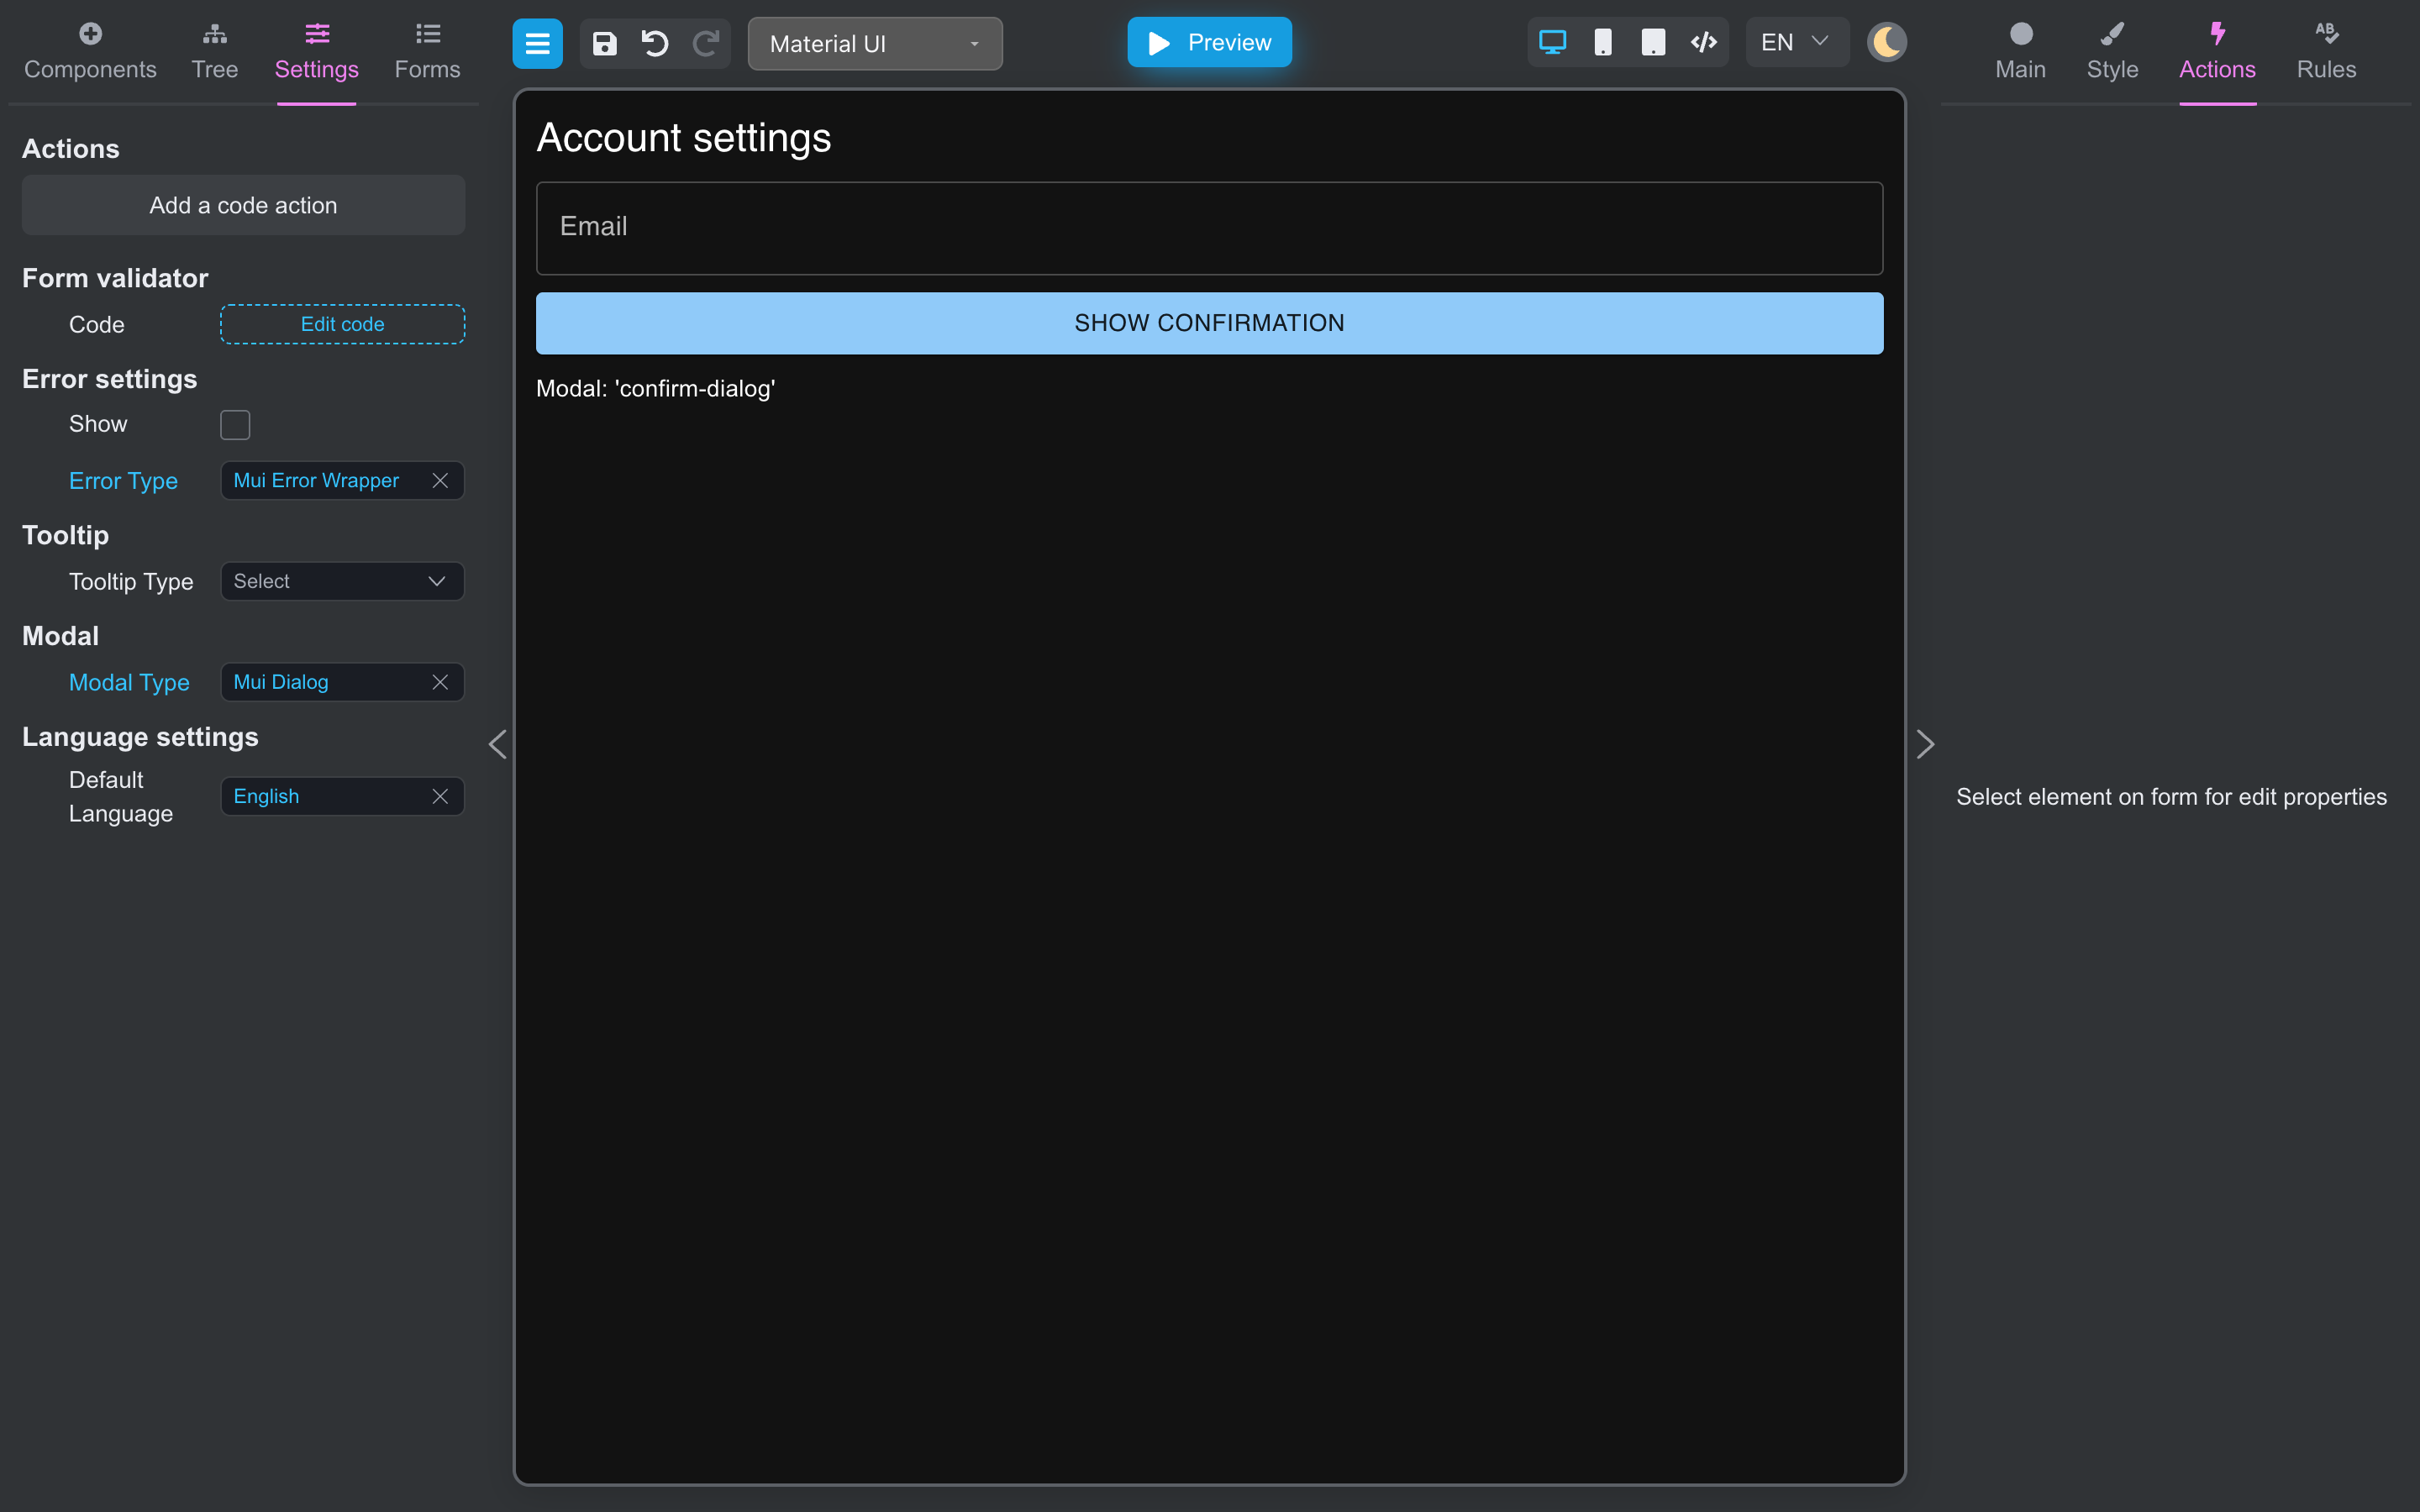 Components
Tree
Settings
Forms
Material UI
Preview
EN
Main
Style
Actions
AB
Rules
Actions
Add a code action
Form validator
Code
Edit code
Error settings
Show
Error Type
Mui Error Wrapper
Tooltip
Tooltip Type
Select
Modal
Modal Type
Mui Dialog
Language settings
Default
Language
English
Account settings
Email
SHOW CONFIRMATION
Modal: 'confirm-dialog'
Select element on form for edit properties